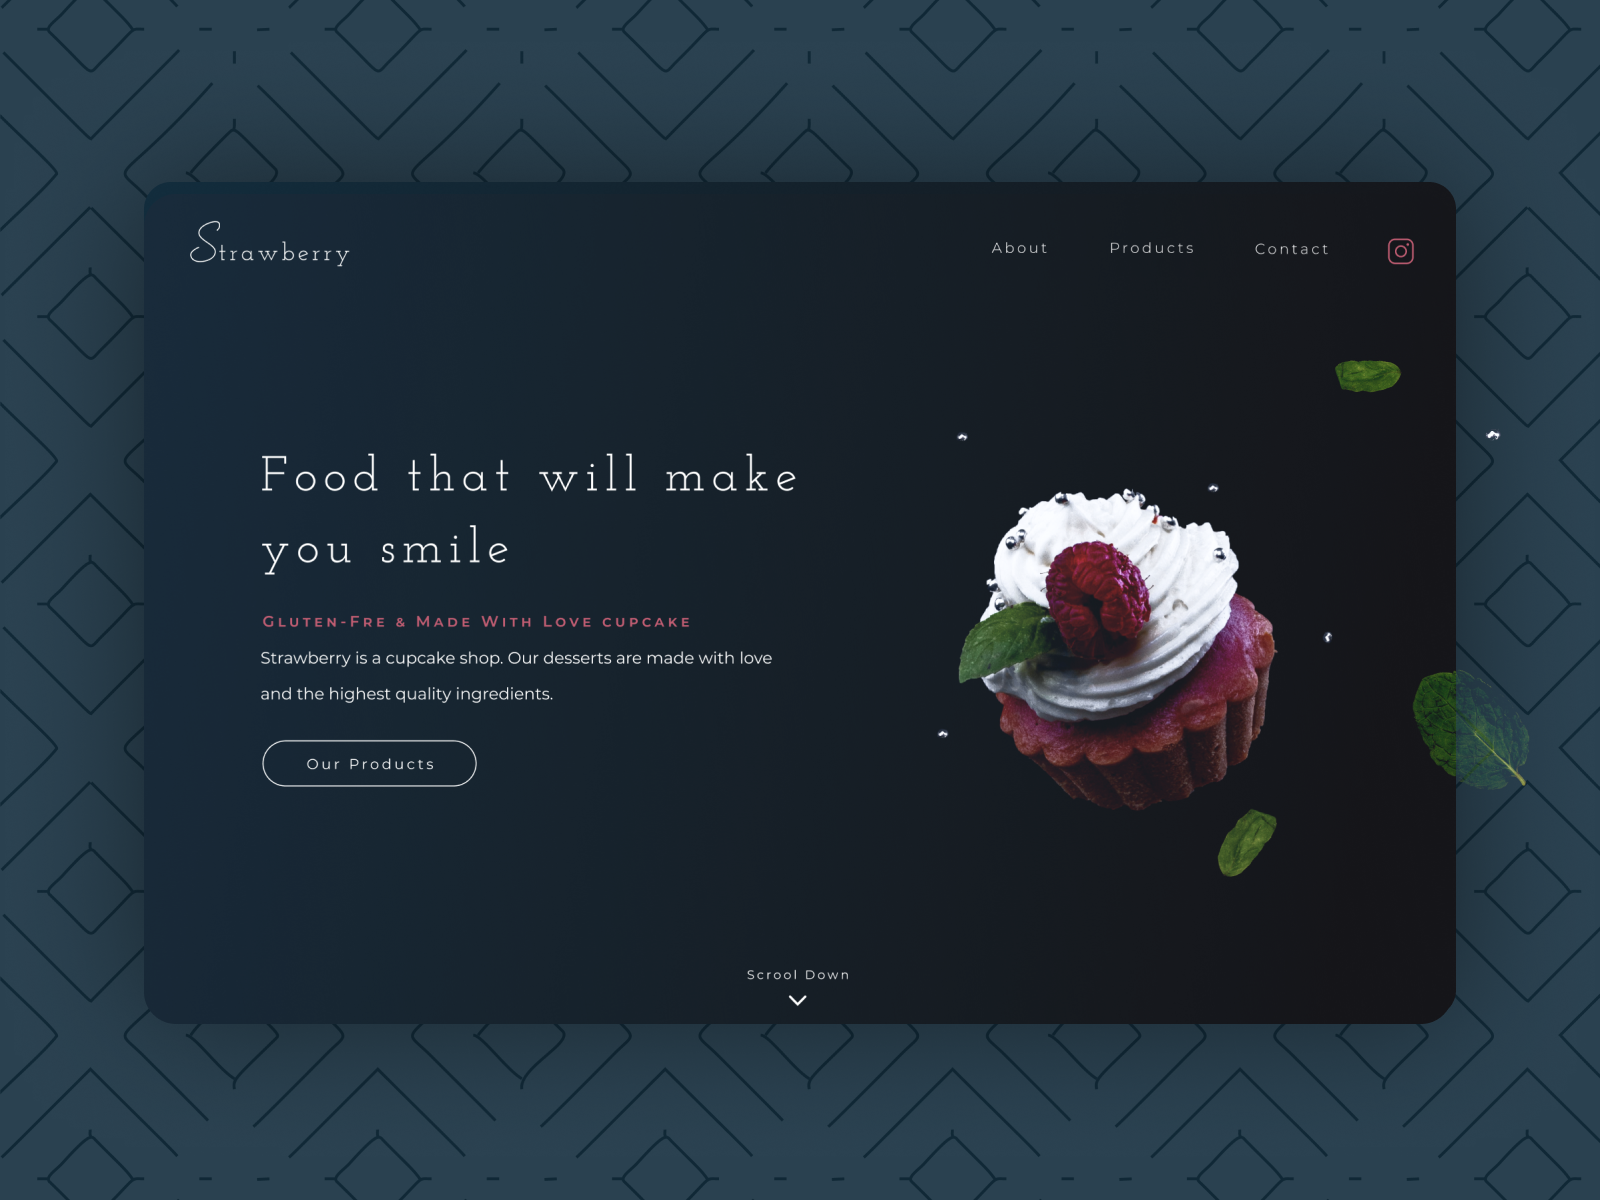 Strawberry
About Products Contact
Food that will make
you smile
Gluten-Fre & Made With Love cupcake
Strawberry is a cupcake shop. Our desserts are made with love
and the highest quality ingredients.
Our Products
Scrool Down